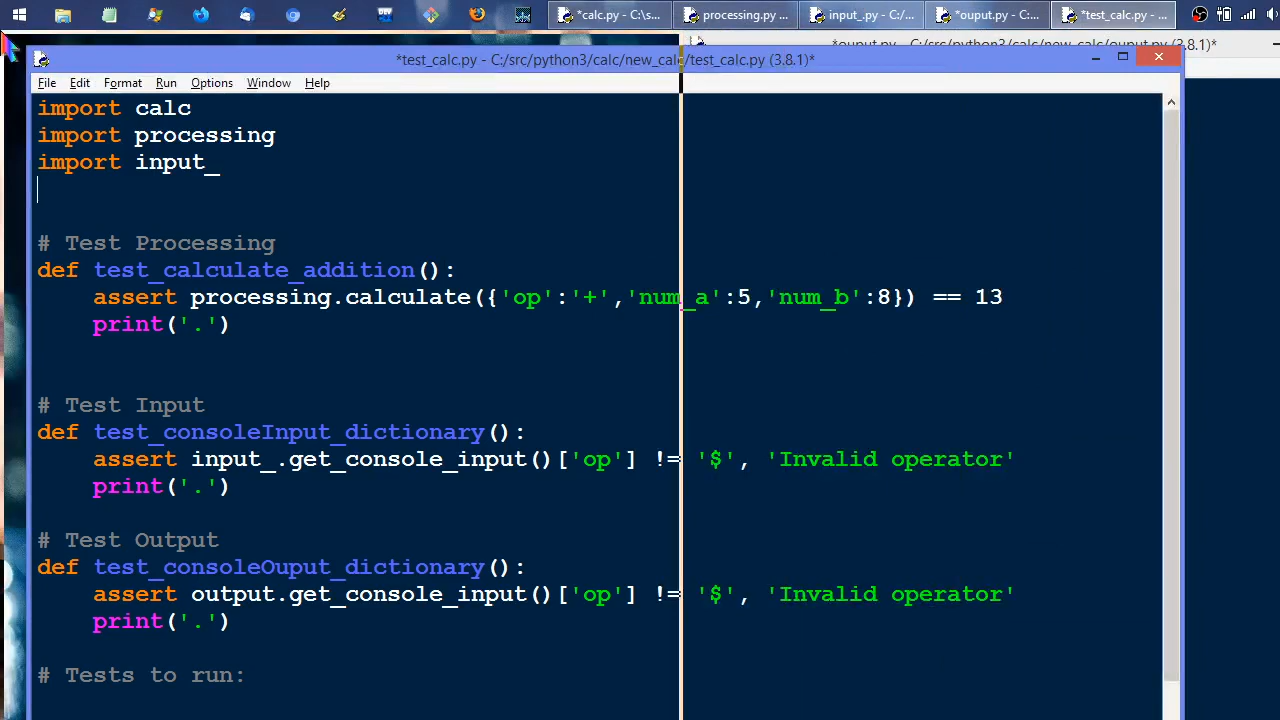 *calc.py - C:\s...
processing.py ...
input_.py - C:/...
*ouput.py - C:...
*test_calc.py - ...
*ouput.py - C:/src/python3/calc/new_calc/ouput.py (3.8.1)*
*test_calc.py - C:/src/python3/calc/new_calc/test_calc.py (3.8.1)*
File Edit Format Run Options Window Help
import calc
import processing
import input_
# Test Processing
def test_calculate_addition():
assert processing.calculate({'op':'+','num_a':5,'num_b':8}) == 13
print('.')
# Test Input
def test_consoleInput_dictionary():
assert input_.get_console_input()['op'] != '$', 'Invalid operator'
print('.')
# Test Output
def test_consoleOuput_dictionary():
assert output.get_console_input()['op'] != '$', 'Invalid operator'
print('.')
# Tests to run: